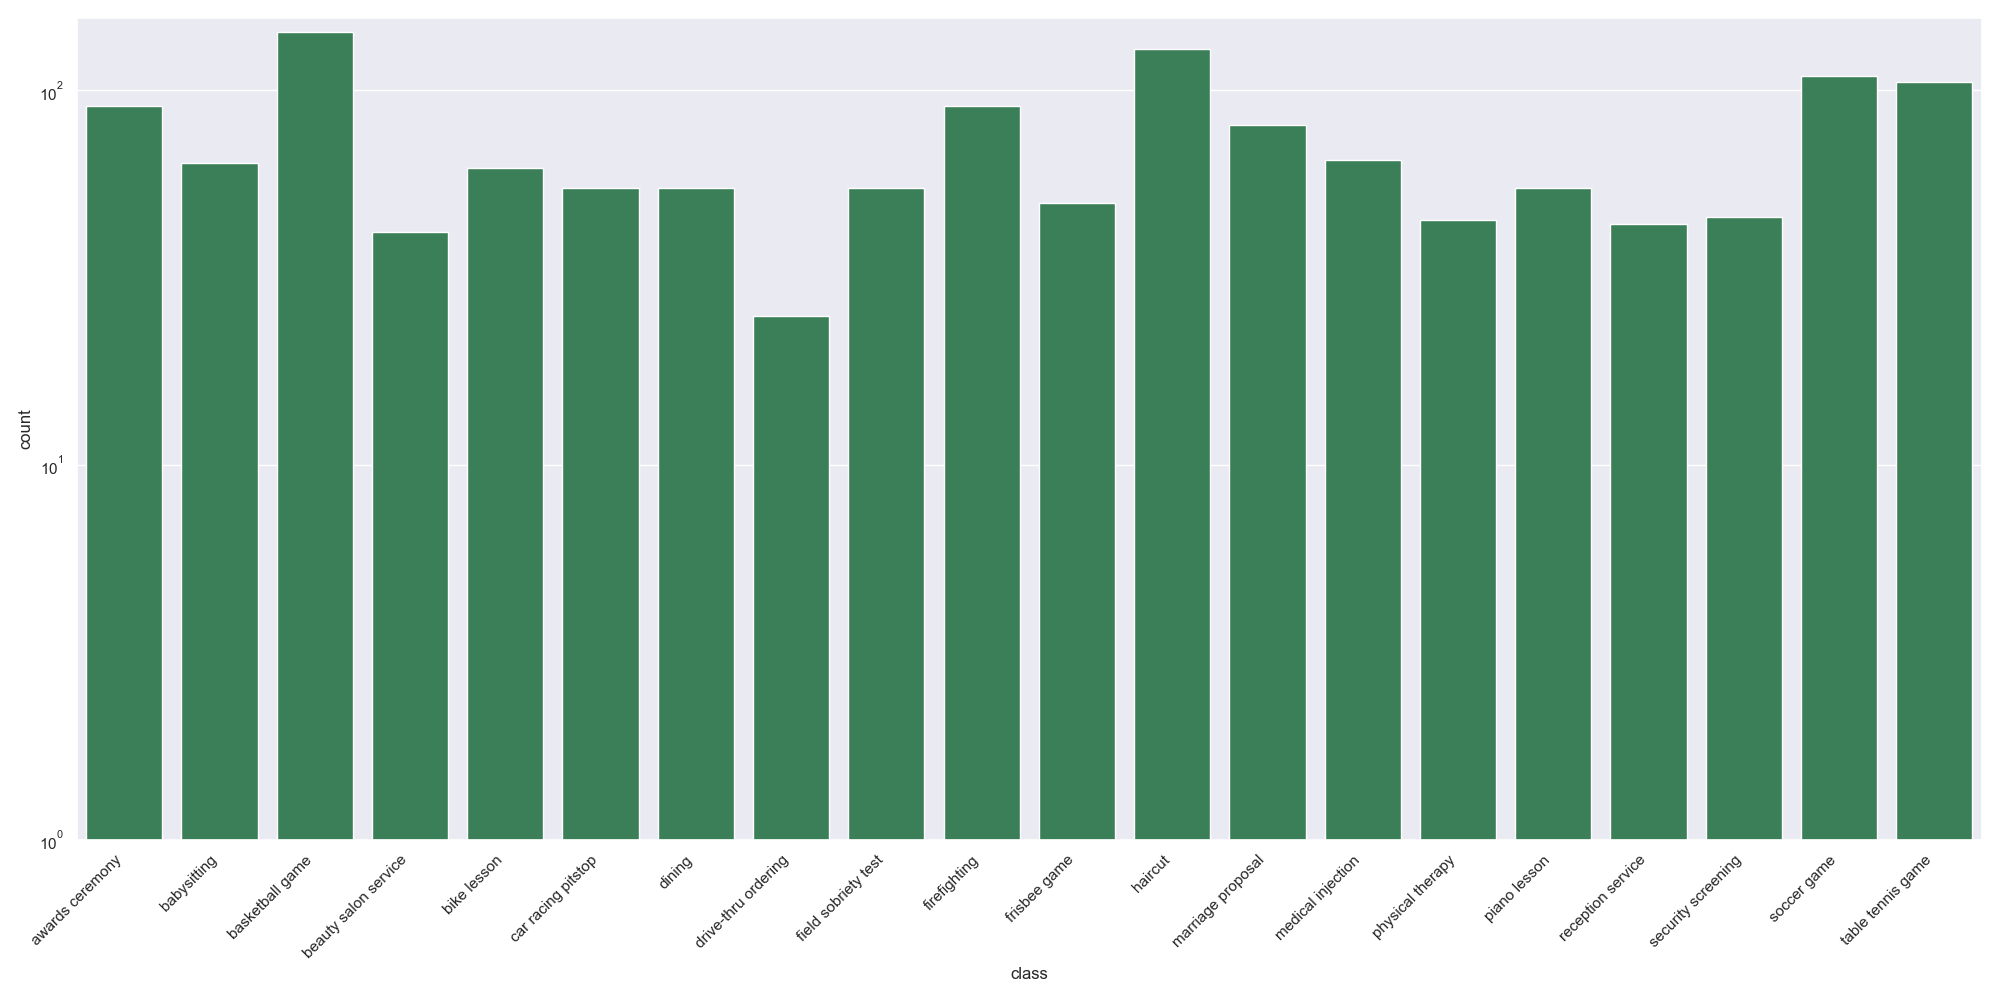 count
10²
10¹
10⁰
awards ceremony
babysitting
basketball game
beauty salon service
bike lesson
car racing pitstop
dining
drive-thru ordering
field sobriety test
firefighting
frisbee game
haircut
marriage proposal
medical injection
physical therapy
piano lesson
reception service
security screening
soccer game
table tennis game
class